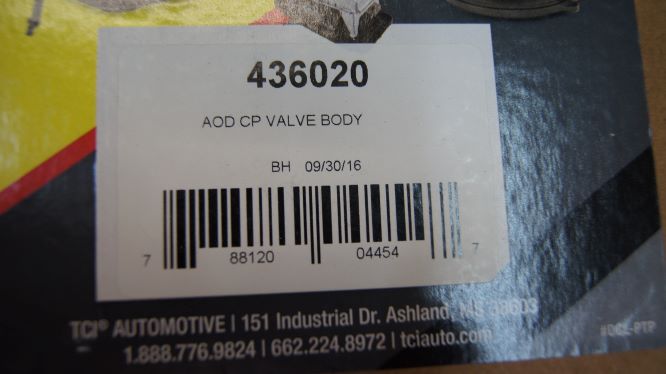 436020
AOD CP VALVE BODY
BH 09/30/16
7 88120 04454 7
TCI® AUTOMOTIVE | 151 Industrial Dr. Ashland, MS 38603
1.888.776.9824 | 662.224.8972 | tciauto.com